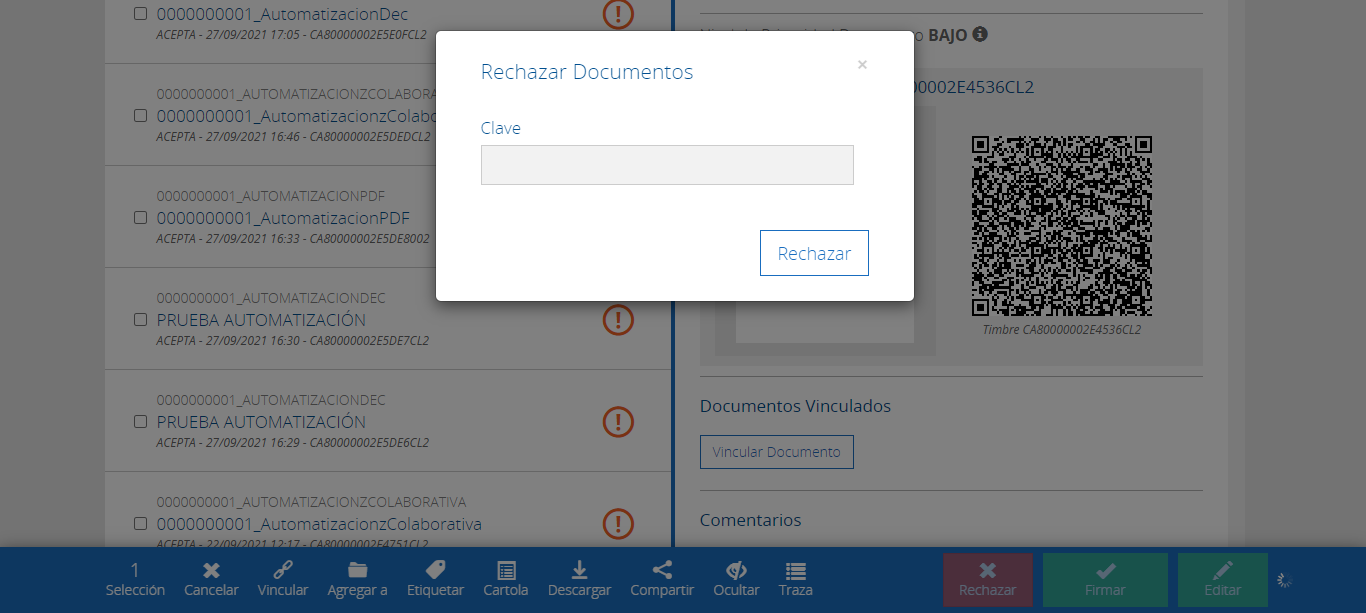 0000000001_AutomatizacionDec
ACEPTA - 27/09/2021 17:05 - CA80000002E5E0FCL2
0000000001_AUTOMATIZACIONZCOLABORA
0000000001_AutomatizacionzColabo
ACEPTA - 27/09/2021 16:46 - CA80000002E5DEDCL2
0000000001_AUTOMATIZACIONPDF
0000000001_AutomatizacionPDF
ACEPTA - 27/09/2021 16:33 - CA80000002E5DE8002
0000000001_AUTOMATIZACIONDEC
PRUEBA AUTOMATIZACIÓN
ACEPTA - 27/09/2021 16:30 - CA80000002E5DE7CL2
0000000001_AUTOMATIZACIONDEC
PRUEBA AUTOMATIZACIÓN
ACEPTA - 27/09/2021 16:29 - CA80000002E5DE6CL2
0000000001_AUTOMATIZACIONZCOLABORATIVA
0000000001_AutomatizacionzColaborativa
ACEPTA - 22/09/2021 12:17 - CA80000002E4751CL2
Rechazar Documentos
×
Clave
Rechazar
BAJO
00002E4536CL2
Timbre CA80000002E4536CL2
Documentos Vinculados
Vincular Documento
Comentarios
1
Selección
Cancelar
Vincular
Agregar a
Etiquetar
Cartola
Descargar
Compartir
Ocultar
Traza
Rechazar
Firmar
Editar